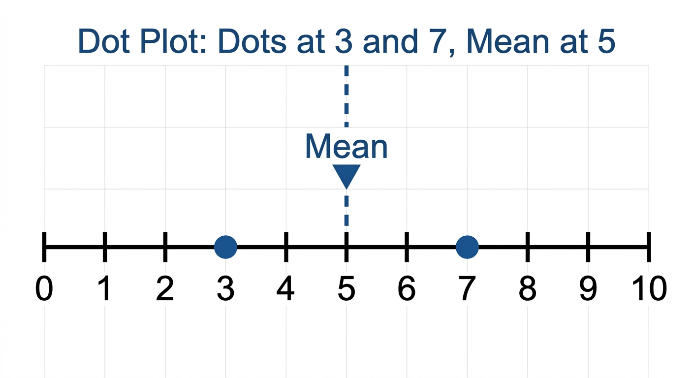 Dot Plot: Dots at 3 and 7, Mean at 5
Mean
0 1 2 3 4 5 6 7 8 9 10